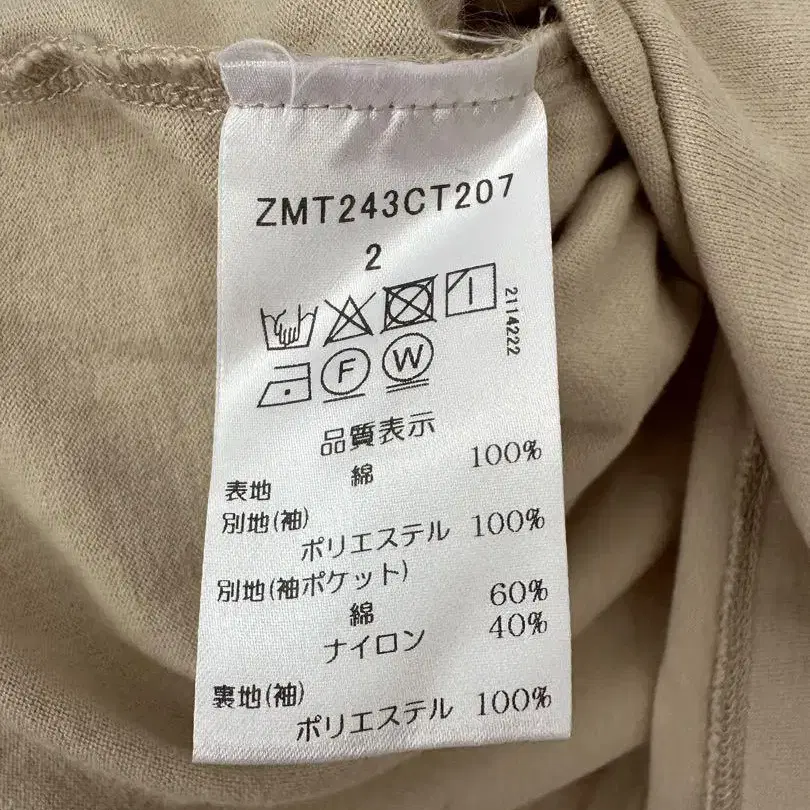 ZMT243CT207
2
2114222
F W
品質表示
表地 綿 100%
別地(袖)
ポリエステル 100%
別地(袖ポケット)
綿 60%
ナイロン 40%
裏地(袖)
ポリエステル 100%